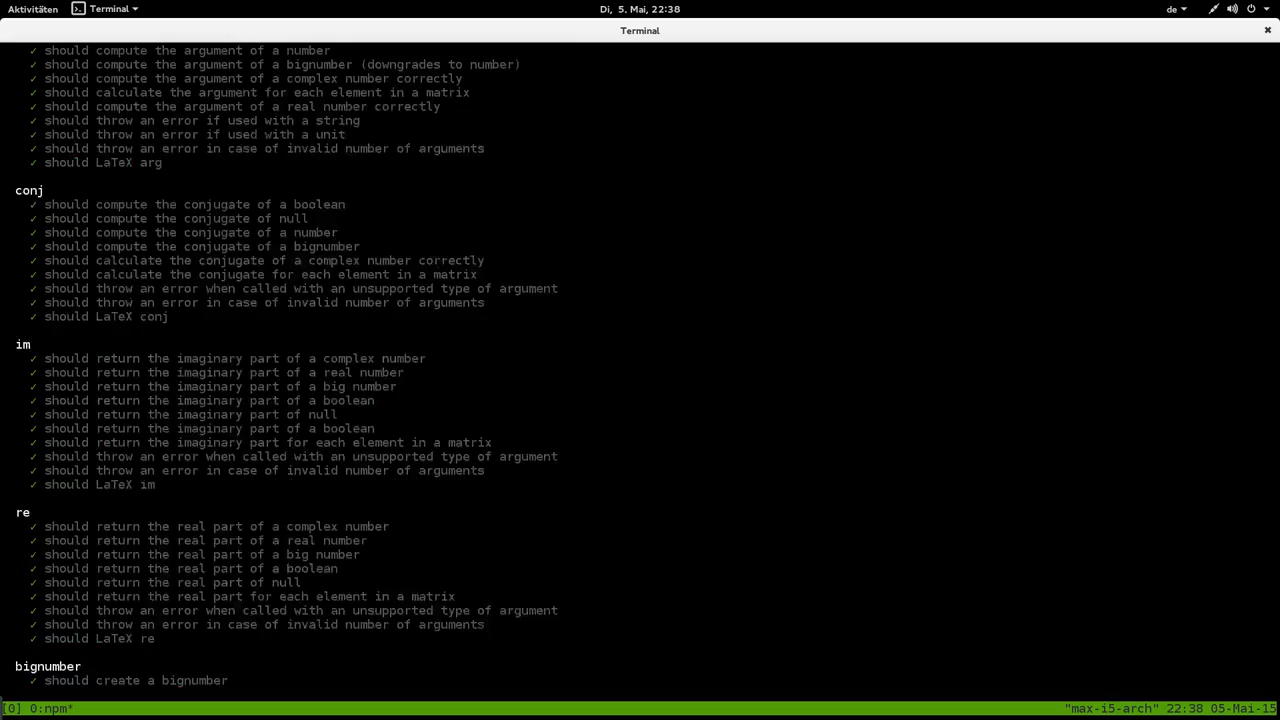 Aktivitäten Terminal Di, 5. Mai, 22:38 de
Terminal
✓ should compute the argument of a number
✓ should compute the argument of a bignumber (downgrades to number)
✓ should compute the argument of a complex number correctly
✓ should calculate the argument for each element in a matrix
✓ should compute the argument of a real number correctly
✓ should throw an error if used with a string
✓ should throw an error if used with a unit
✓ should throw an error in case of invalid number of arguments
✓ should LaTeX arg
conj
✓ should compute the conjugate of a boolean
✓ should compute the conjugate of null
✓ should compute the conjugate of a number
✓ should compute the conjugate of a bignumber
✓ should calculate the conjugate of a complex number correctly
✓ should calculate the conjugate for each element in a matrix
✓ should throw an error when called with an unsupported type of argument
✓ should throw an error in case of invalid number of arguments
✓ should LaTeX conj
im
✓ should return the imaginary part of a complex number
✓ should return the imaginary part of a real number
✓ should return the imaginary part of a big number
✓ should return the imaginary part of a boolean
✓ should return the imaginary part of null
✓ should return the imaginary part of a boolean
✓ should return the imaginary part for each element in a matrix
✓ should throw an error when called with an unsupported type of argument
✓ should throw an error in case of invalid number of arguments
✓ should LaTeX im
re
✓ should return the real part of a complex number
✓ should return the real part of a real number
✓ should return the real part of a big number
✓ should return the real part of a boolean
✓ should return the real part of null
✓ should return the real part for each element in a matrix
✓ should throw an error when called with an unsupported type of argument
✓ should throw an error in case of invalid number of arguments
✓ should LaTeX re
bignumber
✓ should create a bignumber
[0] 0:npm* "max-i5-arch" 22:38 05-Mai-15